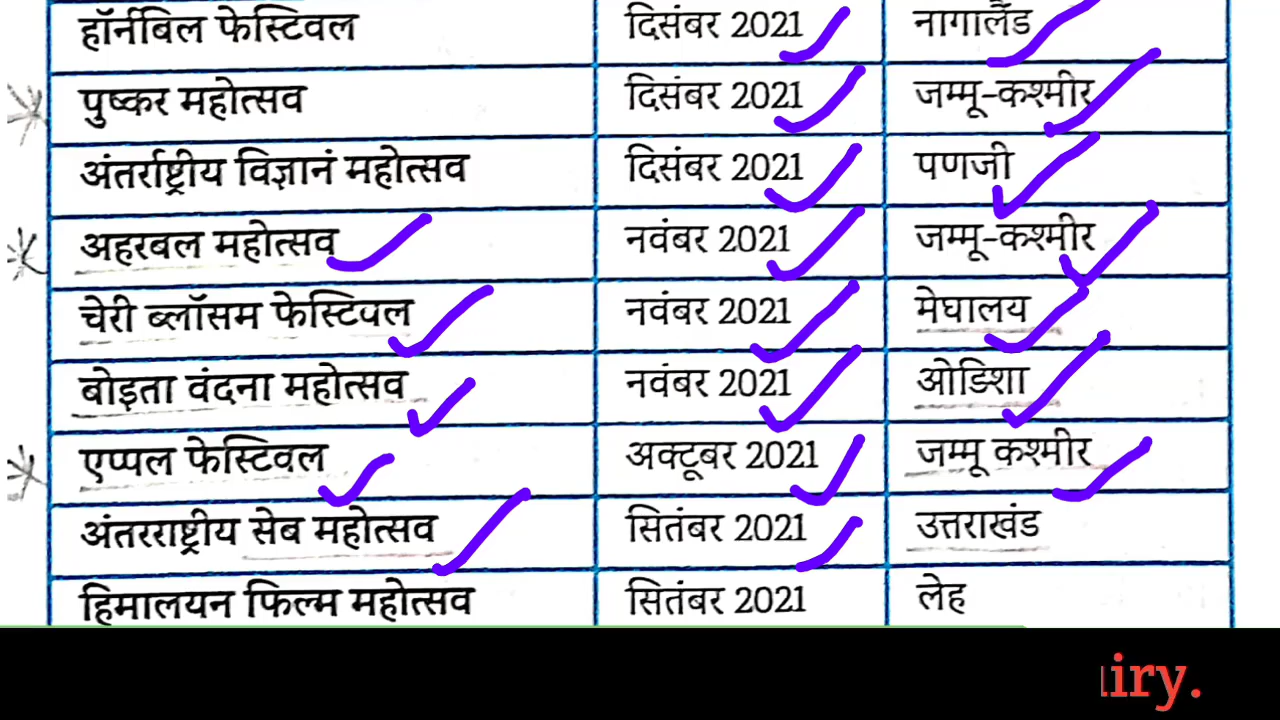 हॉर्नबिल फेस्टिवल दिसंबर 2021 नागालैंड
पुष्कर महोत्सव दिसंबर 2021 जम्मू-कश्मीर
अंतर्राष्ट्रीय विज्ञानं महोत्सव दिसंबर 2021 पणजी
अहरबल महोत्सव नवंबर 2021 जम्मू-कश्मीर
चेरी ब्लॉसम फेस्टिवल नवंबर 2021 मेघालय
बोइता वंदना महोत्सव नवंबर 2021 ओडिशा
एप्पल फेस्टिवल अक्टूबर 2021 जम्मू कश्मीर
अंतरराष्ट्रीय सेब महोत्सव सितंबर 2021 उत्तराखंड
हिमालयन फिल्म महोत्सव सितंबर 2021 लेह
iry.